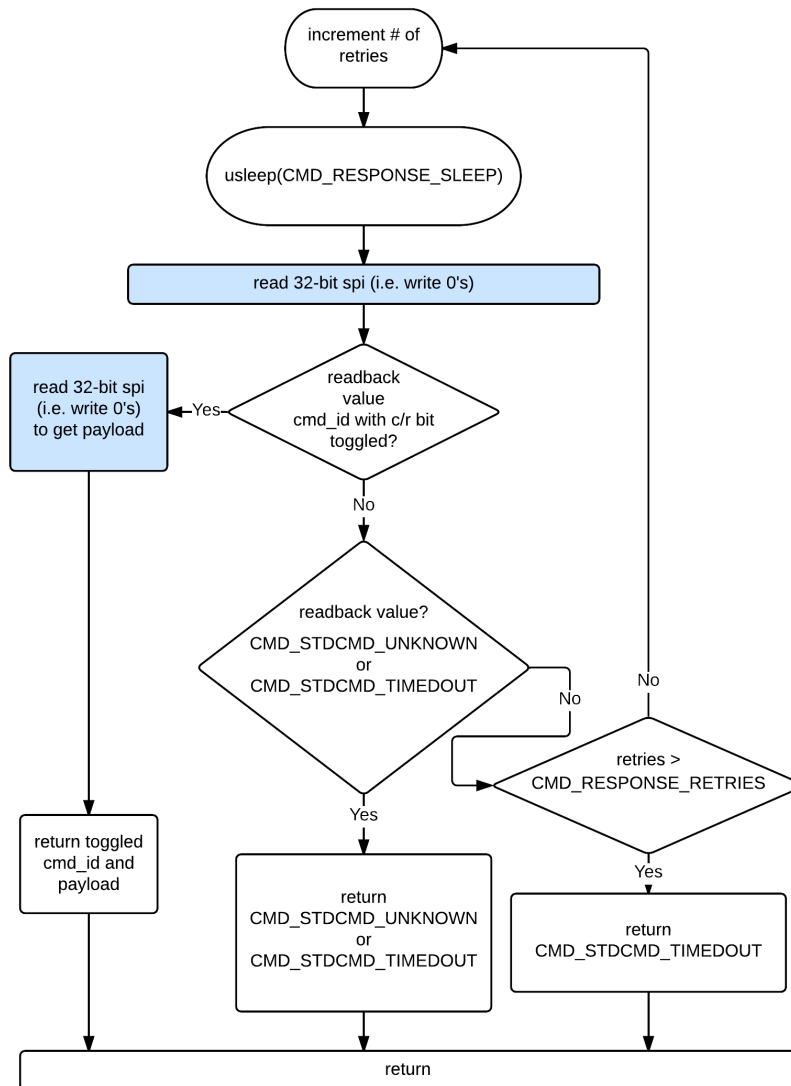 increment # of
retries
usleep(CMD_RESPONSE_SLEEP)
read 32-bit spi (i.e. write 0's)
readback
value
cmd_id with c/r bit
toggled?
Yes
read 32-bit spi
(i.e. write 0's)
to get payload
No
readback value?
CMD_STDCMD_UNKNOWN
or
CMD_STDCMD_TIMEDOUT
No
No
retries >
CMD_RESPONSE_RETRIES
Yes
Yes
return toggled
cmd_id and
payload
return
CMD_STDCMD_UNKNOWN
or
CMD_STDCMD_TIMEDOUT
return
CMD_STDCMD_TIMEDOUT
return